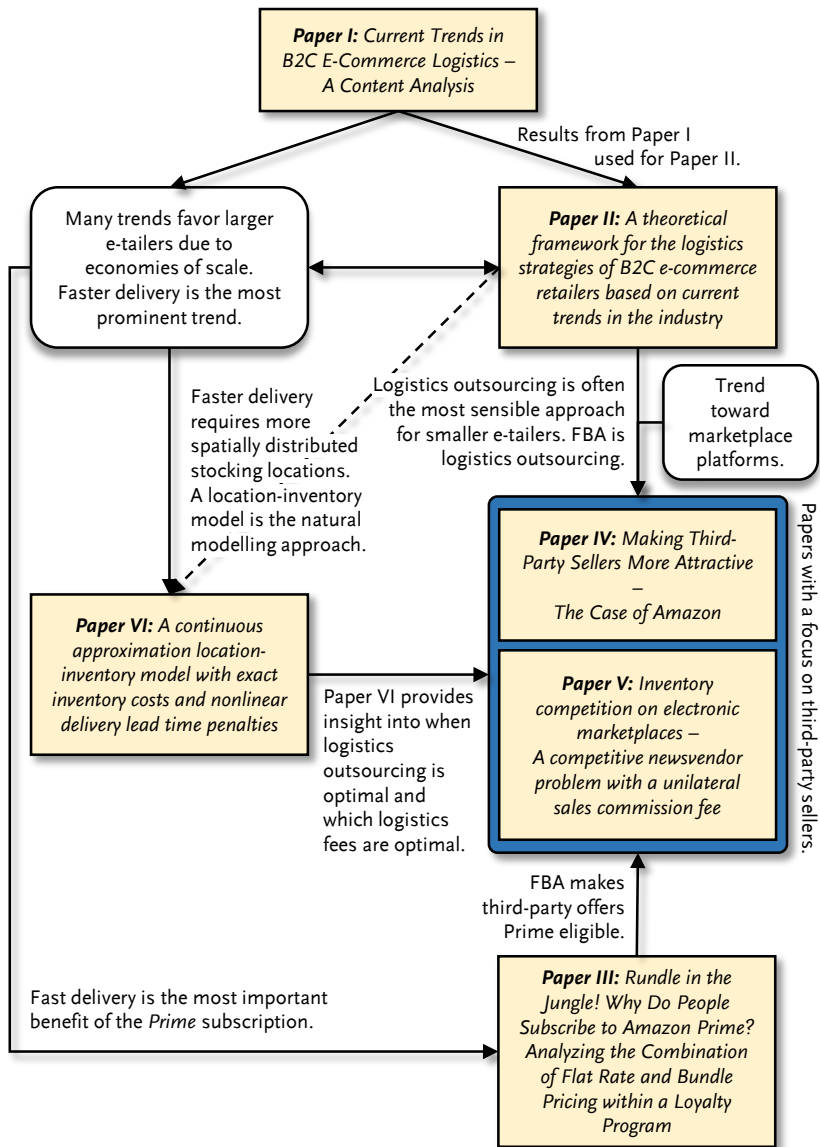 Paper I: Current Trends in
B2C E-Commerce Logistics –
A Content Analysis
Results from Paper I
used for Paper II.
Many trends favor larger
e-tailers due to
economies of scale.
Faster delivery is the most
prominent trend.
Paper II: A theoretical
framework for the logistics
strategies of B2C e-commerce
retailers based on current
trends in the industry
Faster delivery
requires more
spatially distributed
stocking locations.
A location-inventory
model is the natural
modelling approach.
Logistics outsourcing is often
the most sensible approach
for smaller e-tailers. FBA is
logistics outsourcing.
Trend
toward
marketplace
platforms.
Paper IV: Making Third-
Party Sellers More Attractive
–
The Case of Amazon
Paper V: Inventory
competition on electronic
marketplaces –
A competitive newsvendor
problem with a unilateral
sales commission fee
Papers with a focus on third-party sellers.
Paper VI: A continuous
approximation location-
inventory model with exact
inventory costs and nonlinear
delivery lead time penalties
Paper VI provides
insight into when
logistics
outsourcing is
optimal and
which logistics
fees are optimal.
FBA makes
third-party offers
Prime eligible.
Fast delivery is the most important
benefit of the Prime subscription.
Paper III: Rundle in the
Jungle! Why Do People
Subscribe to Amazon Prime?
Analyzing the Combination
of Flat Rate and Bundle
Pricing within a Loyalty
Program